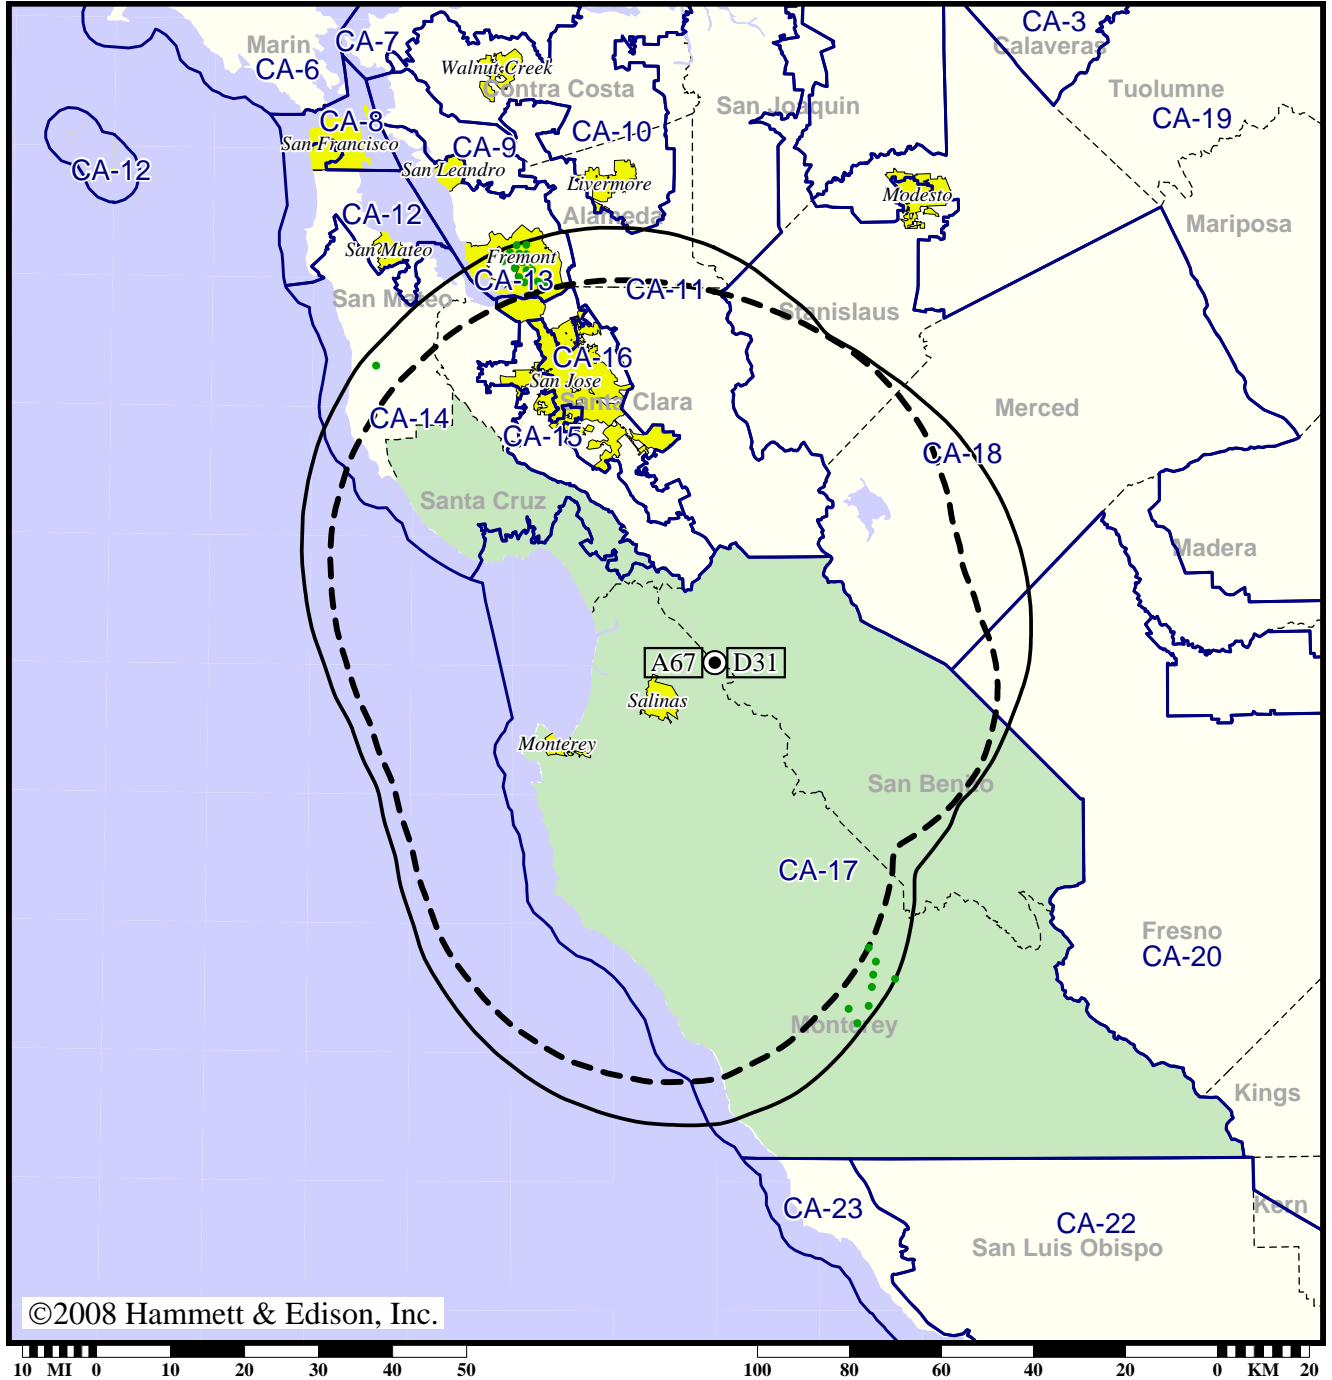 CA-3
Marin
CA-7
Calaveras
CA-6
Walnut Creek
Contra Costa
Tuolumne
San Joaquin
CA-19
CA-8
CA-10
San Francisco
CA-9
CA-12
San Leandro
Livermore
Modesto
CA-12
Alameda
Mariposa
San Mateo
Fremont
CA-13
CA-11
San Mateo
Stanislaus
CA-16
San Jose
Santa Clara
Merced
CA-14
CA-15
CA-18
Santa Cruz
Madera
A67
D31
Salinas
Monterey
San Benito
CA-17
Fresno
CA-20
Monterey
Kings
CA-23
Kern
CA-22
San Luis Obispo
©2008 Hammett & Edison, Inc.
10 MI 0 10 20 30 40 50 100 80 60 40 20 0 KM 20